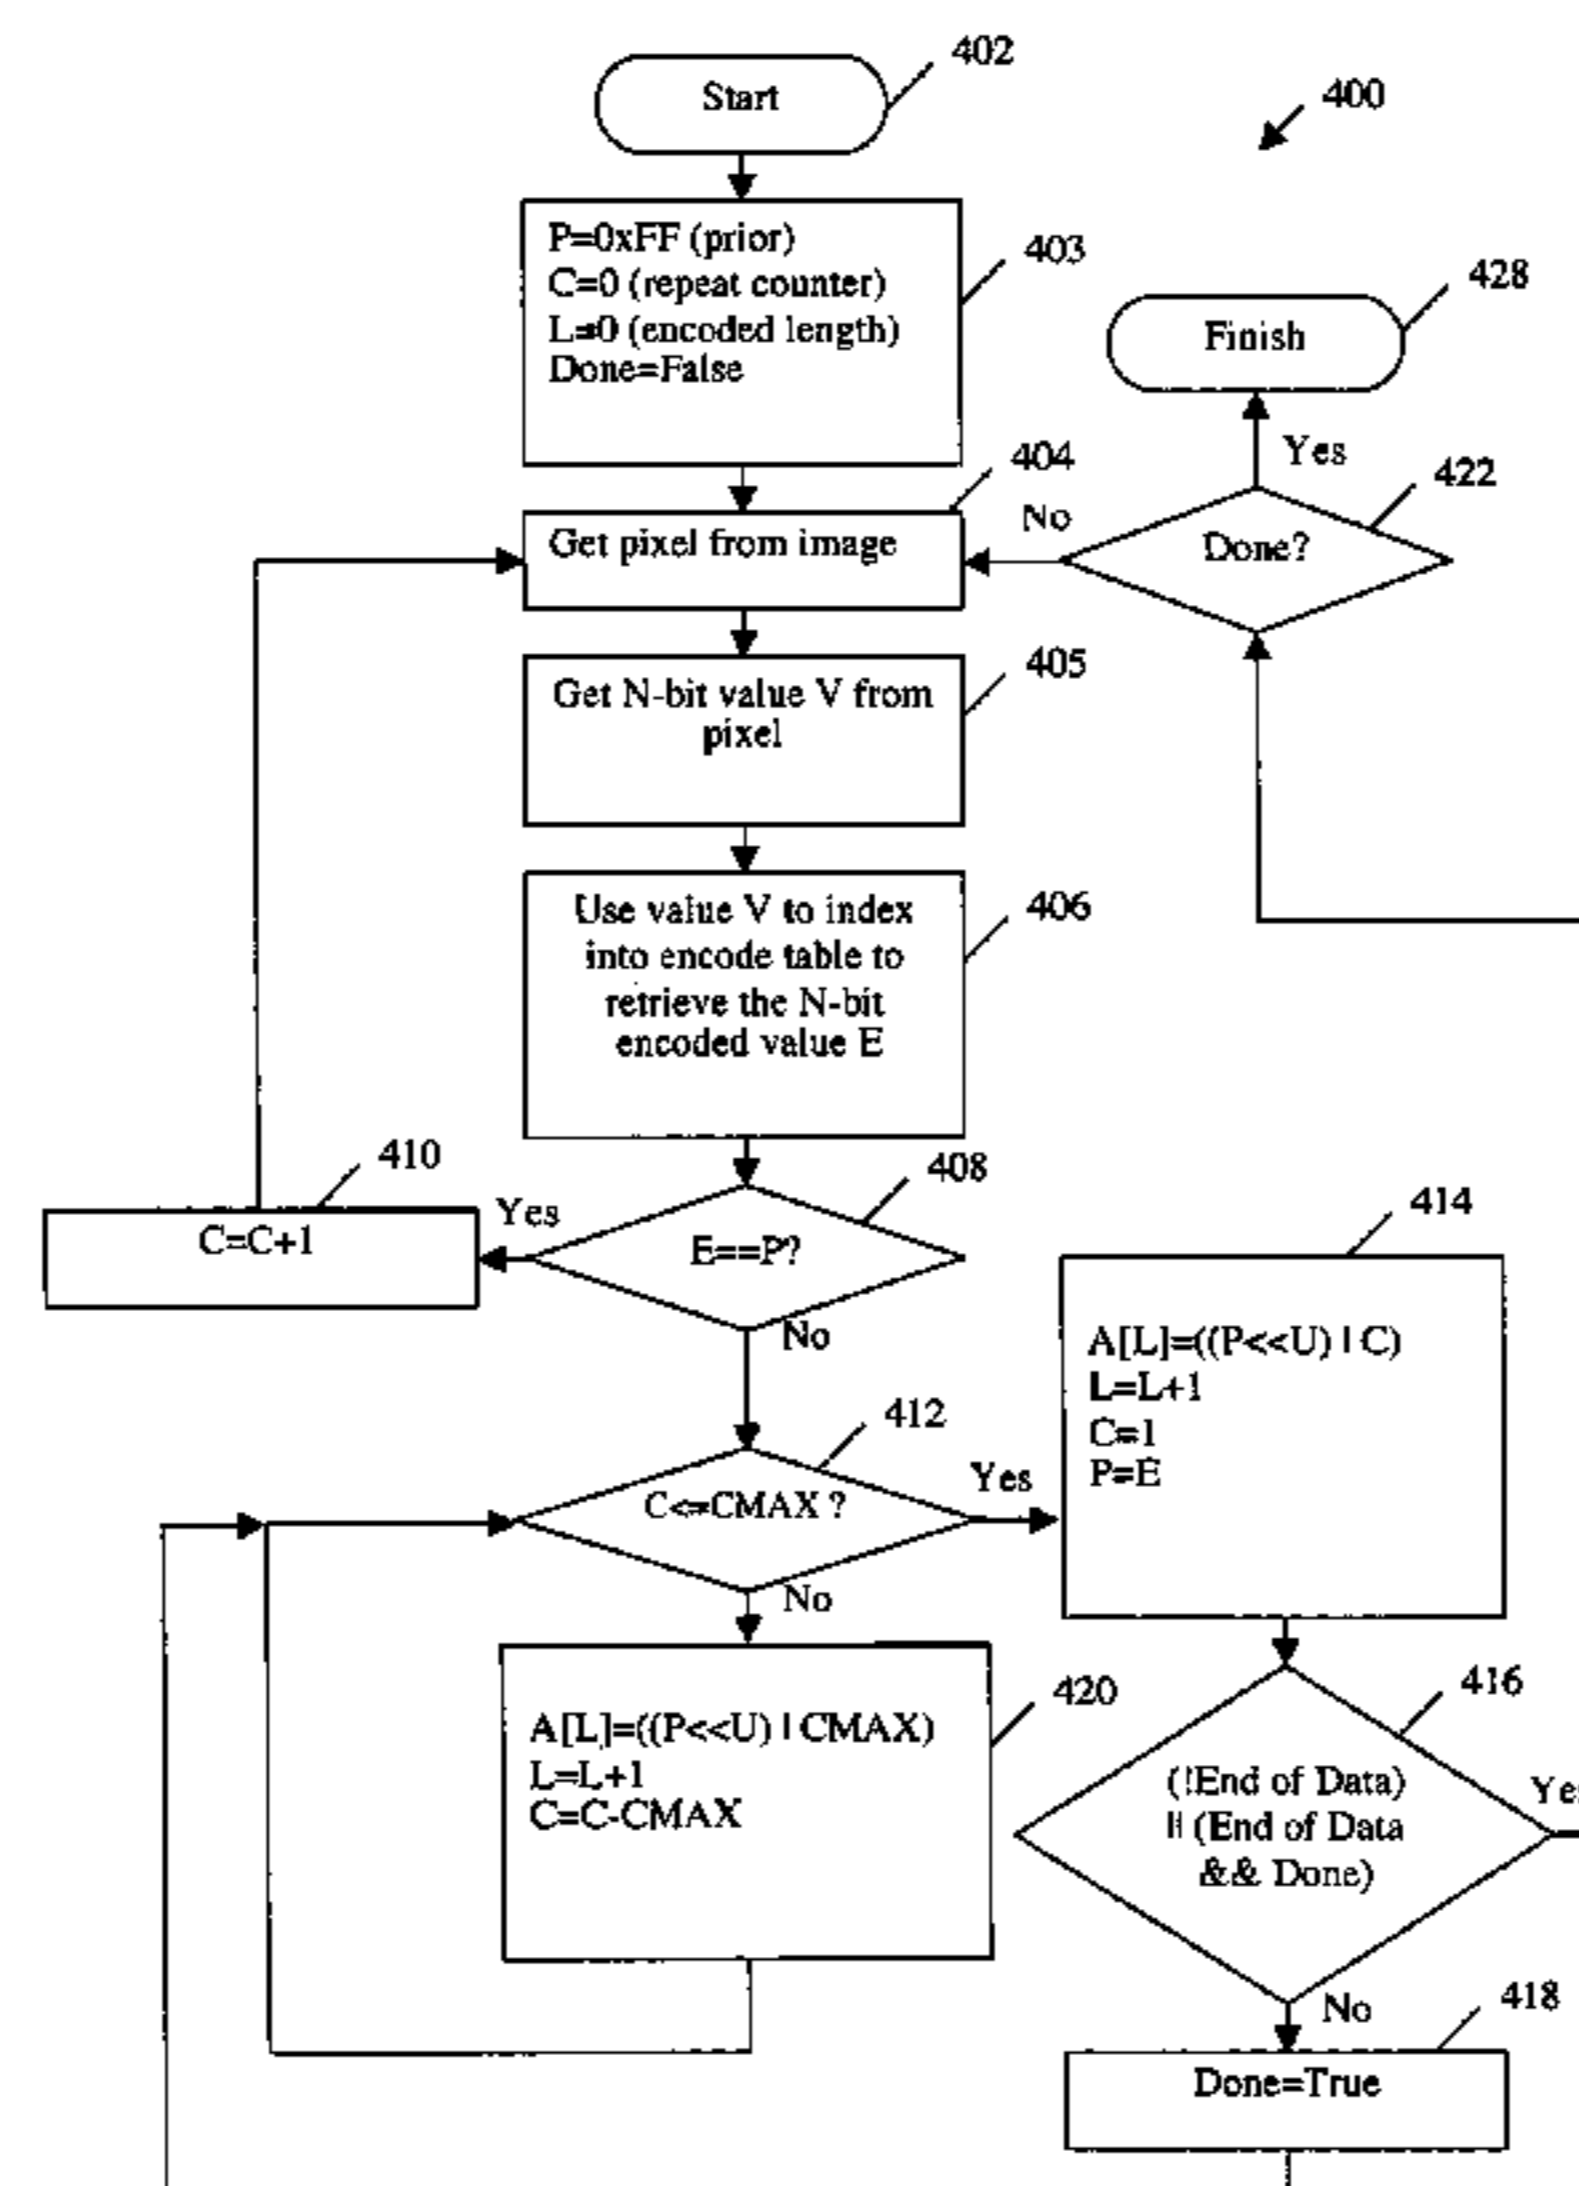 402
Start
400
P=0xFF (prior)
C=0 (repeat counter)
L=0 (encoded length)
Done=False
403
428
Finish
Yes
404
422
No
Get pixel from image
Done?
405
Get N-bit value V from
pixel
406
Use value V to index
into encode table to
retrieve the N-bit
encoded value E
410
408
Yes
C=C+1
E==P?
No
414
A[L]=((P<<U) | C)
L=L+1
C=1
P=E
412
Yes
C<=CMAX ?
No
420
A[L]=((P<<U) | CMAX)
L=L+1
C=C-CMAX
416
(!End of Data)
|| (End of Data
&& Done)
Yes
No
418
Done=True